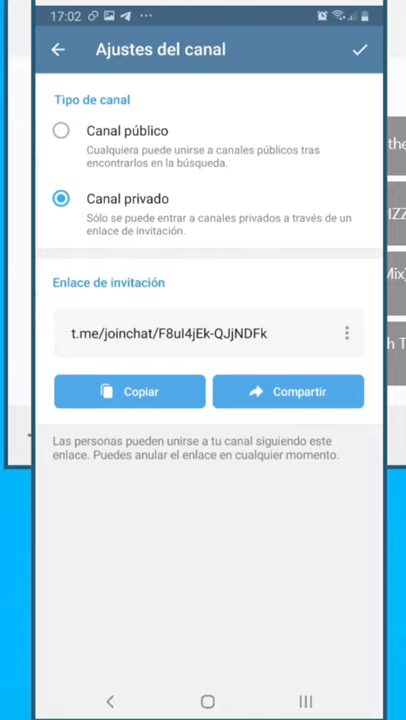 17:02
Ajustes del canal
Tipo de canal
Canal público
Cualquiera puede unirse a canales públicos tras
encontrarlos en la búsqueda.
Canal privado
Sólo se puede entrar a canales privados a través de un
enlace de invitación.
Enlace de invitación
t.me/joinchat/F8uI4jEk-QJjNDFk
Copiar
Compartir
Las personas pueden unirse a tu canal siguiendo este
enlace. Puedes anular el enlace en cualquier momento.